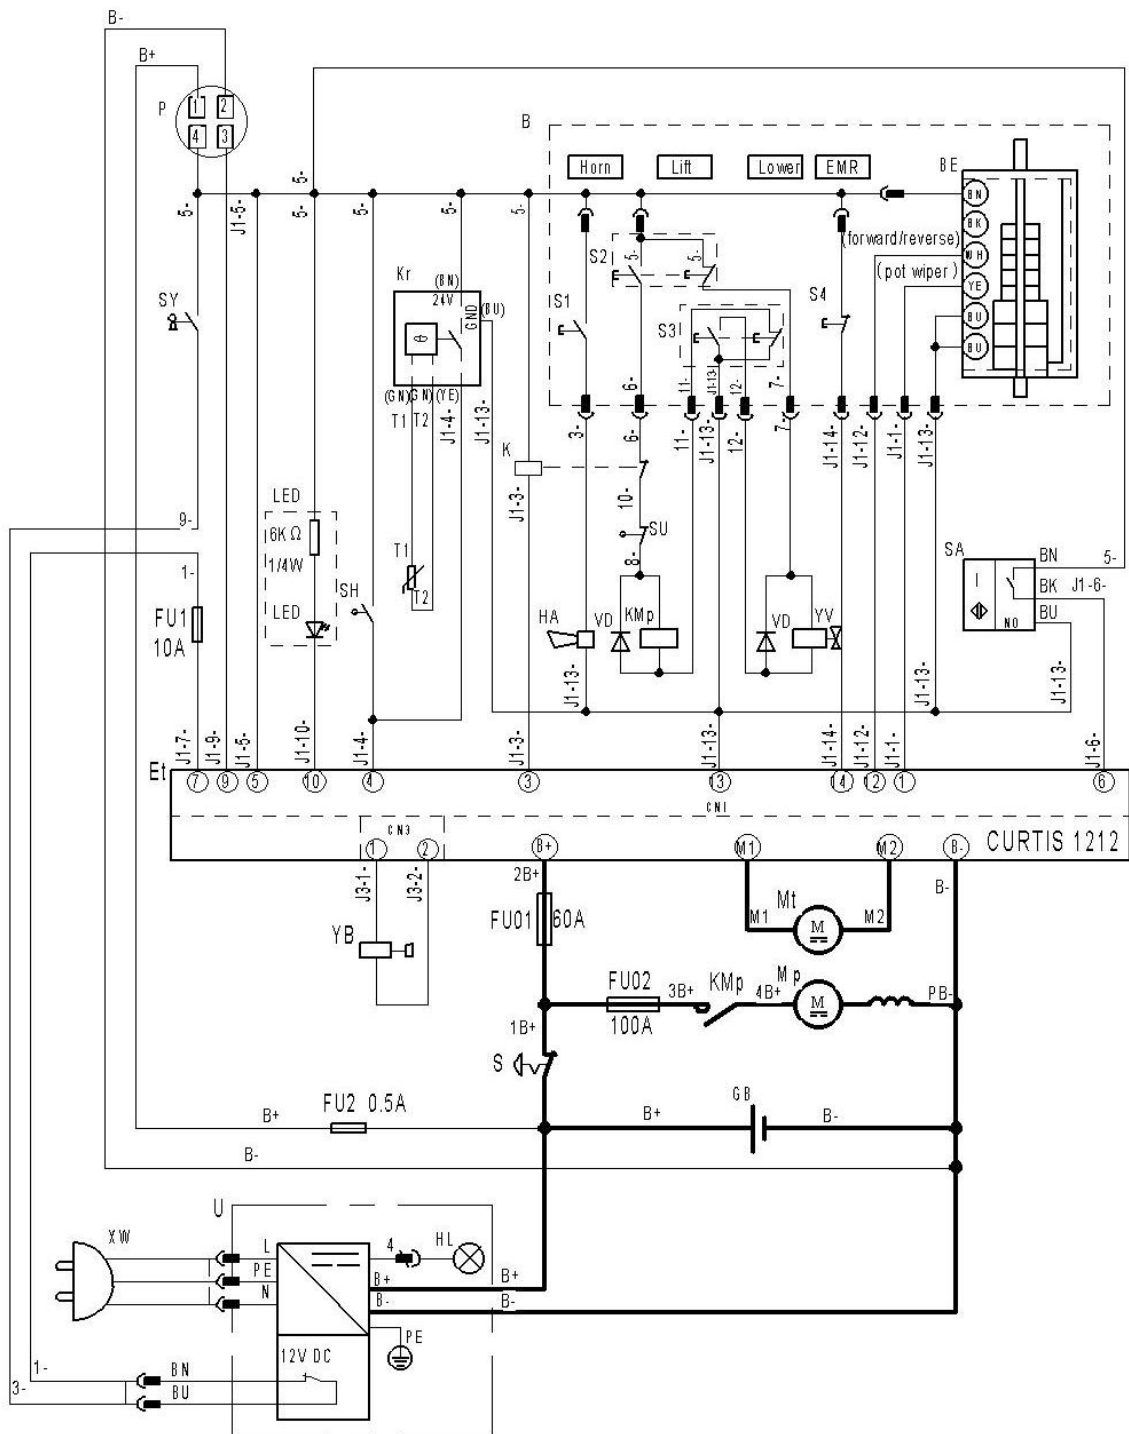 B-
B+
P
1
2
4
3
B
Horn
Lift
Lower
EMR
BE
5-
5-
J1-5-
5-
5-
5-
5-
5-
BN
BK
WH
YE
BU
BU
(forward/reverse)
(pot wiper)
S2
5-
5-
Kr
(BN)
24V
GND
(BU)
θ
SY
S1
S3
S4
(GN)
(GN)
(YE)
T1
T2
J1-4-
J1-13-
6-
11-
J1-13-
12-
7-
K
J1-3-
3-
6-
11-
J1-13-
12-
7-
J1-14-
J1-12-
J1-1-
J1-13-
10-
SU
8-
LED
9-
6KΩ
1/4W
SA
BN
5-
BK
J1-6-
BU
NO
1-
T1
T2
SH
FU1
10A
LED
HA
VD
KMp
VD
YV
J1-13-
J1-13-
J1-13-
J1-7-
J1-9-
J1-5-
J1-10-
J1-4-
J1-3-
J1-13-
J1-14-
J1-12-
J1-1-
J1-6-
Et
7
9
5
10
4
3
13
14
12
1
6
CN1
CN3
1
2
B+
M1
M2
B-
CURTIS 1212
J3-1-
J3-2-
2B+
B-
FU01
60A
M1
Mt
M2
M
YB
FU02
100A
3B+
KMp
4B+
Mp
M
PB-
1B+
S
FU2 0.5A
B+
B+
GB
B-
B-
U
XW
L
PE
N
4
HL
B+
B+
B-
B-
PE
12V DC
1-
BN
3-
BU